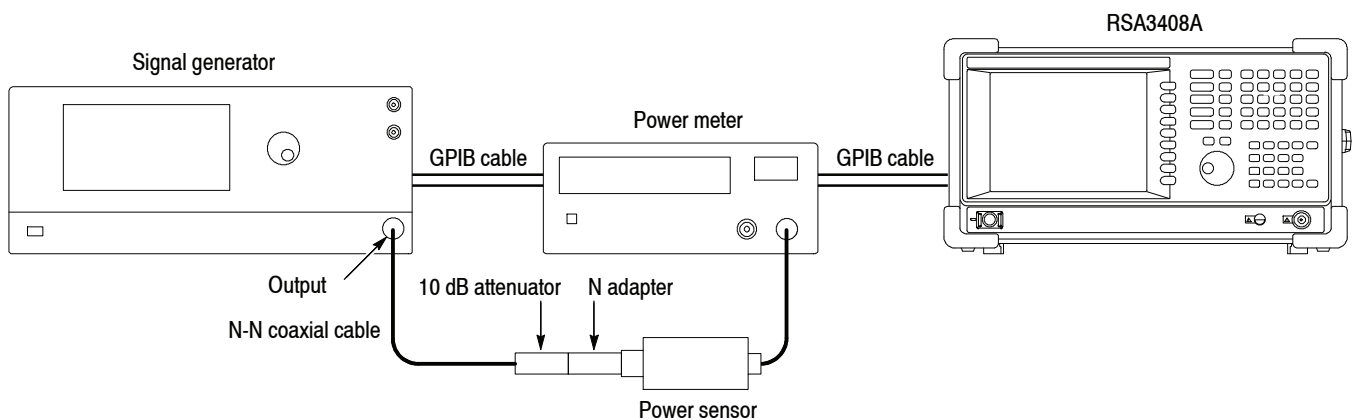 RSA3408A
Signal generator
Power meter
GPIB cable
GPIB cable
Output
10 dB attenuator
N adapter
N-N coaxial cable
Power sensor